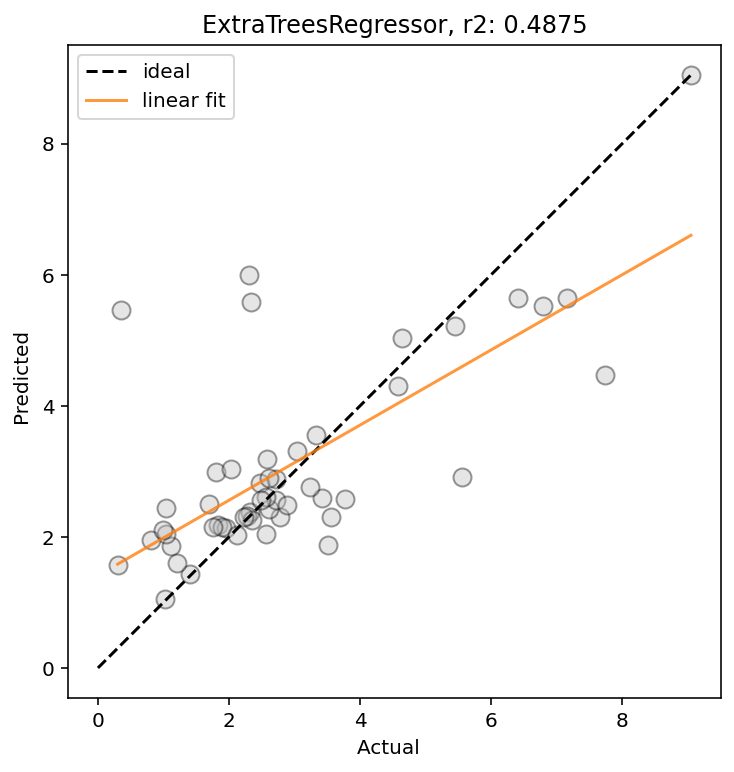 ExtraTreesRegressor, r2: 0.4875
ideal
linear fit
8
6
4
2
0
Predicted
0 2 4 6 8
Actual